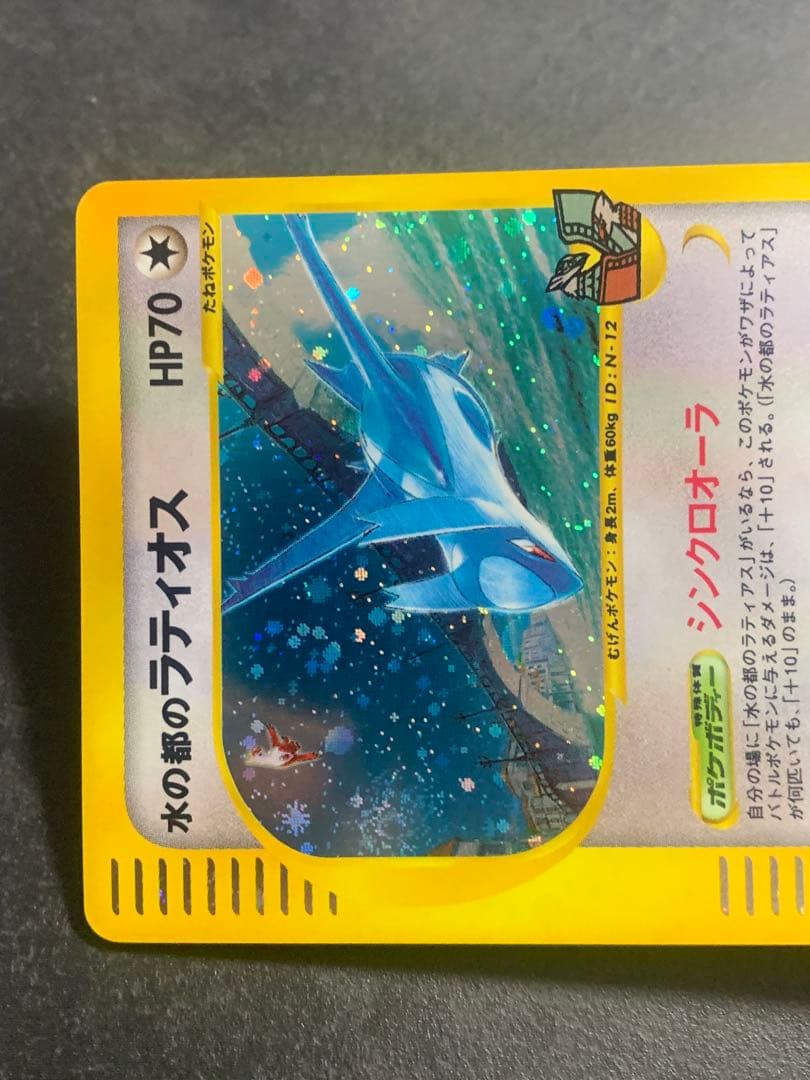 水の都のラティオス HP70
たねポケモン
むげんポケモン：身長2m、体重60kg ID:N-12
特殊体質
ポケボディー シンクロオーラ
自分の場に「水の都のラティアス」がいるなら、このポケモンがワザによって
バトルポケモンに与えるダメージは、「＋10」される。（「水の都のラティアス」
が何匹いても、「＋10」のまま。）